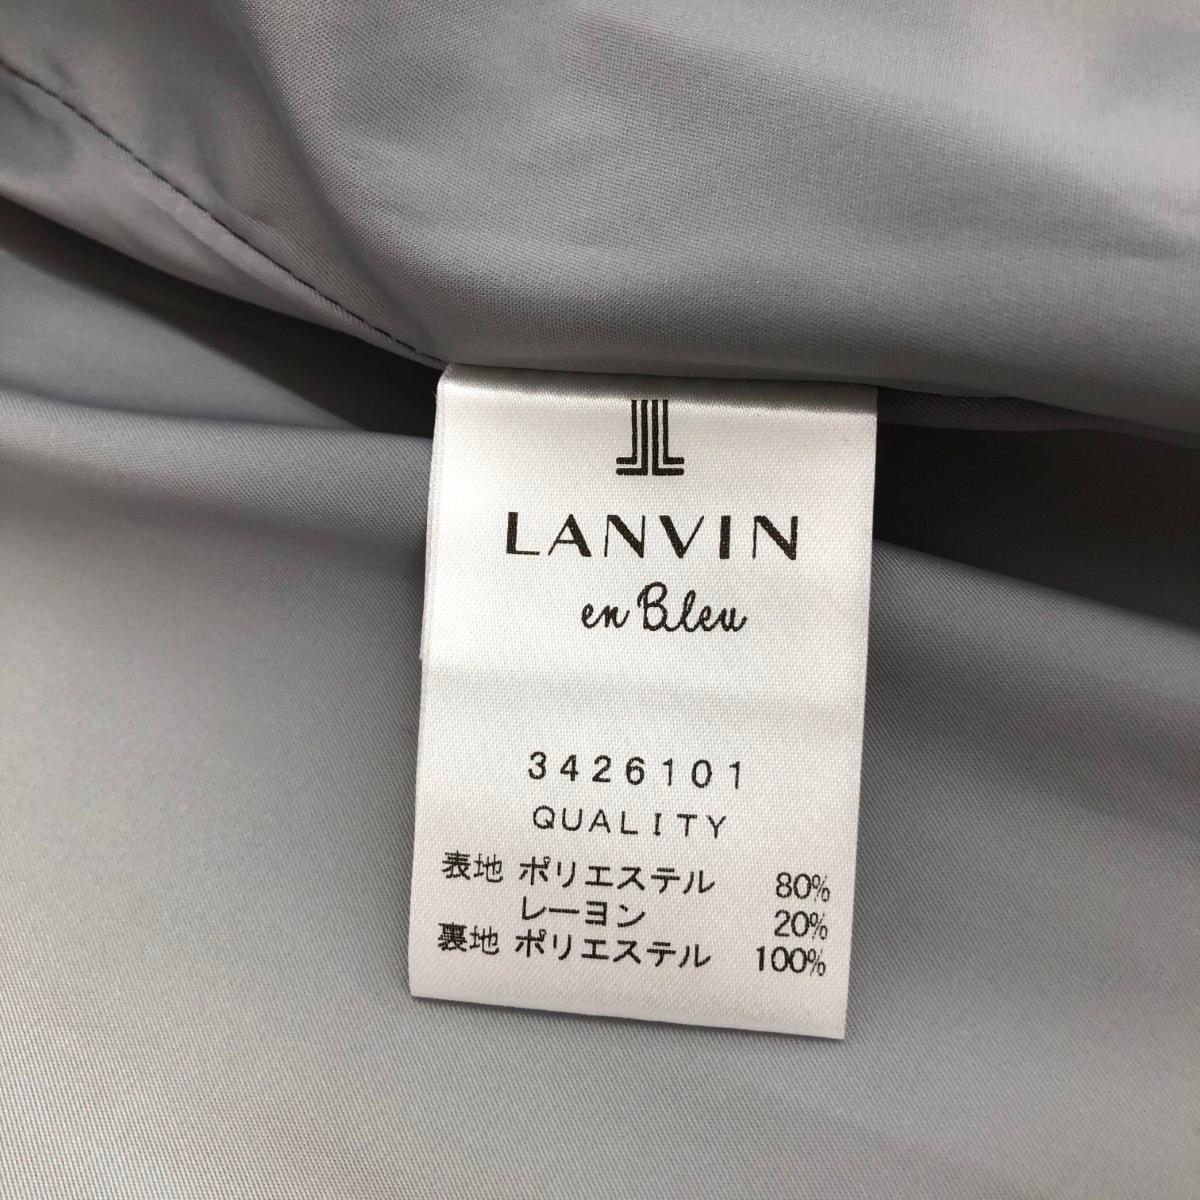 LANVIN
en Bleu
3426101
QUALITY
表地 ポリエステル 80%
レーヨン 20%
裏地 ポリエステル 100%